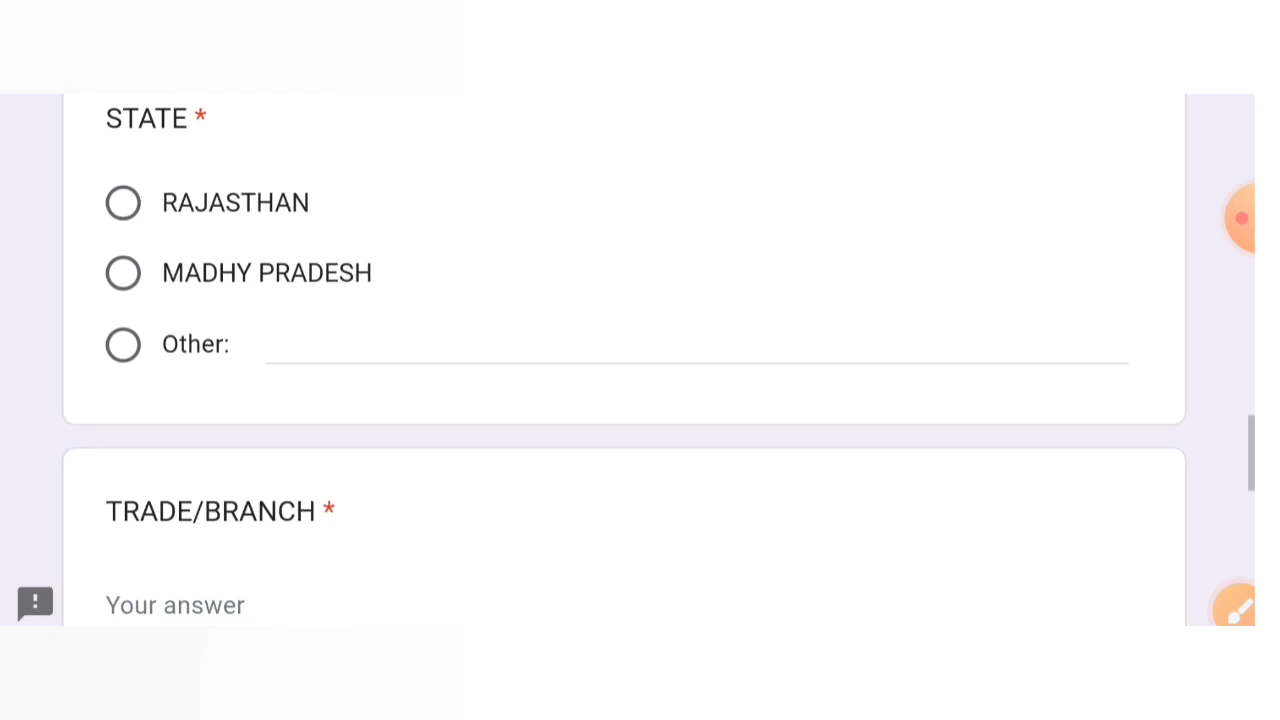 STATE *
RAJASTHAN
MADHY PRADESH
Other:
TRADE/BRANCH *
Your answer